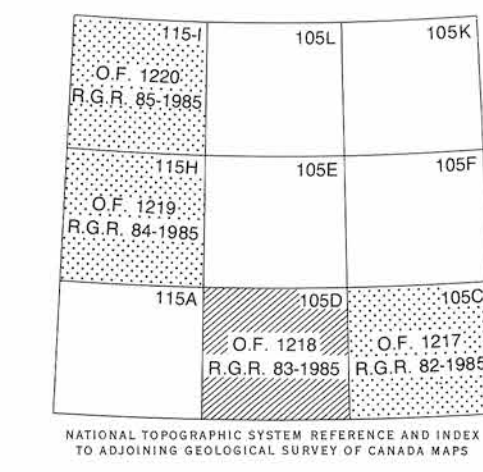 115-I
105L
105K
O.F. 1220
R.G.R. 85-1985
115H
105E
105F
O.F. 1219
R.G.R. 84-1985
115A
105D
105C
O.F. 1218
O.F. 1217
R.G.R. 83-1985
R.G.R. 82-1985
NATIONAL TOPOGRAPHIC SYSTEM REFERENCE AND INDEX
TO ADJOINING GEOLOGICAL SURVEY OF CANADA MAPS